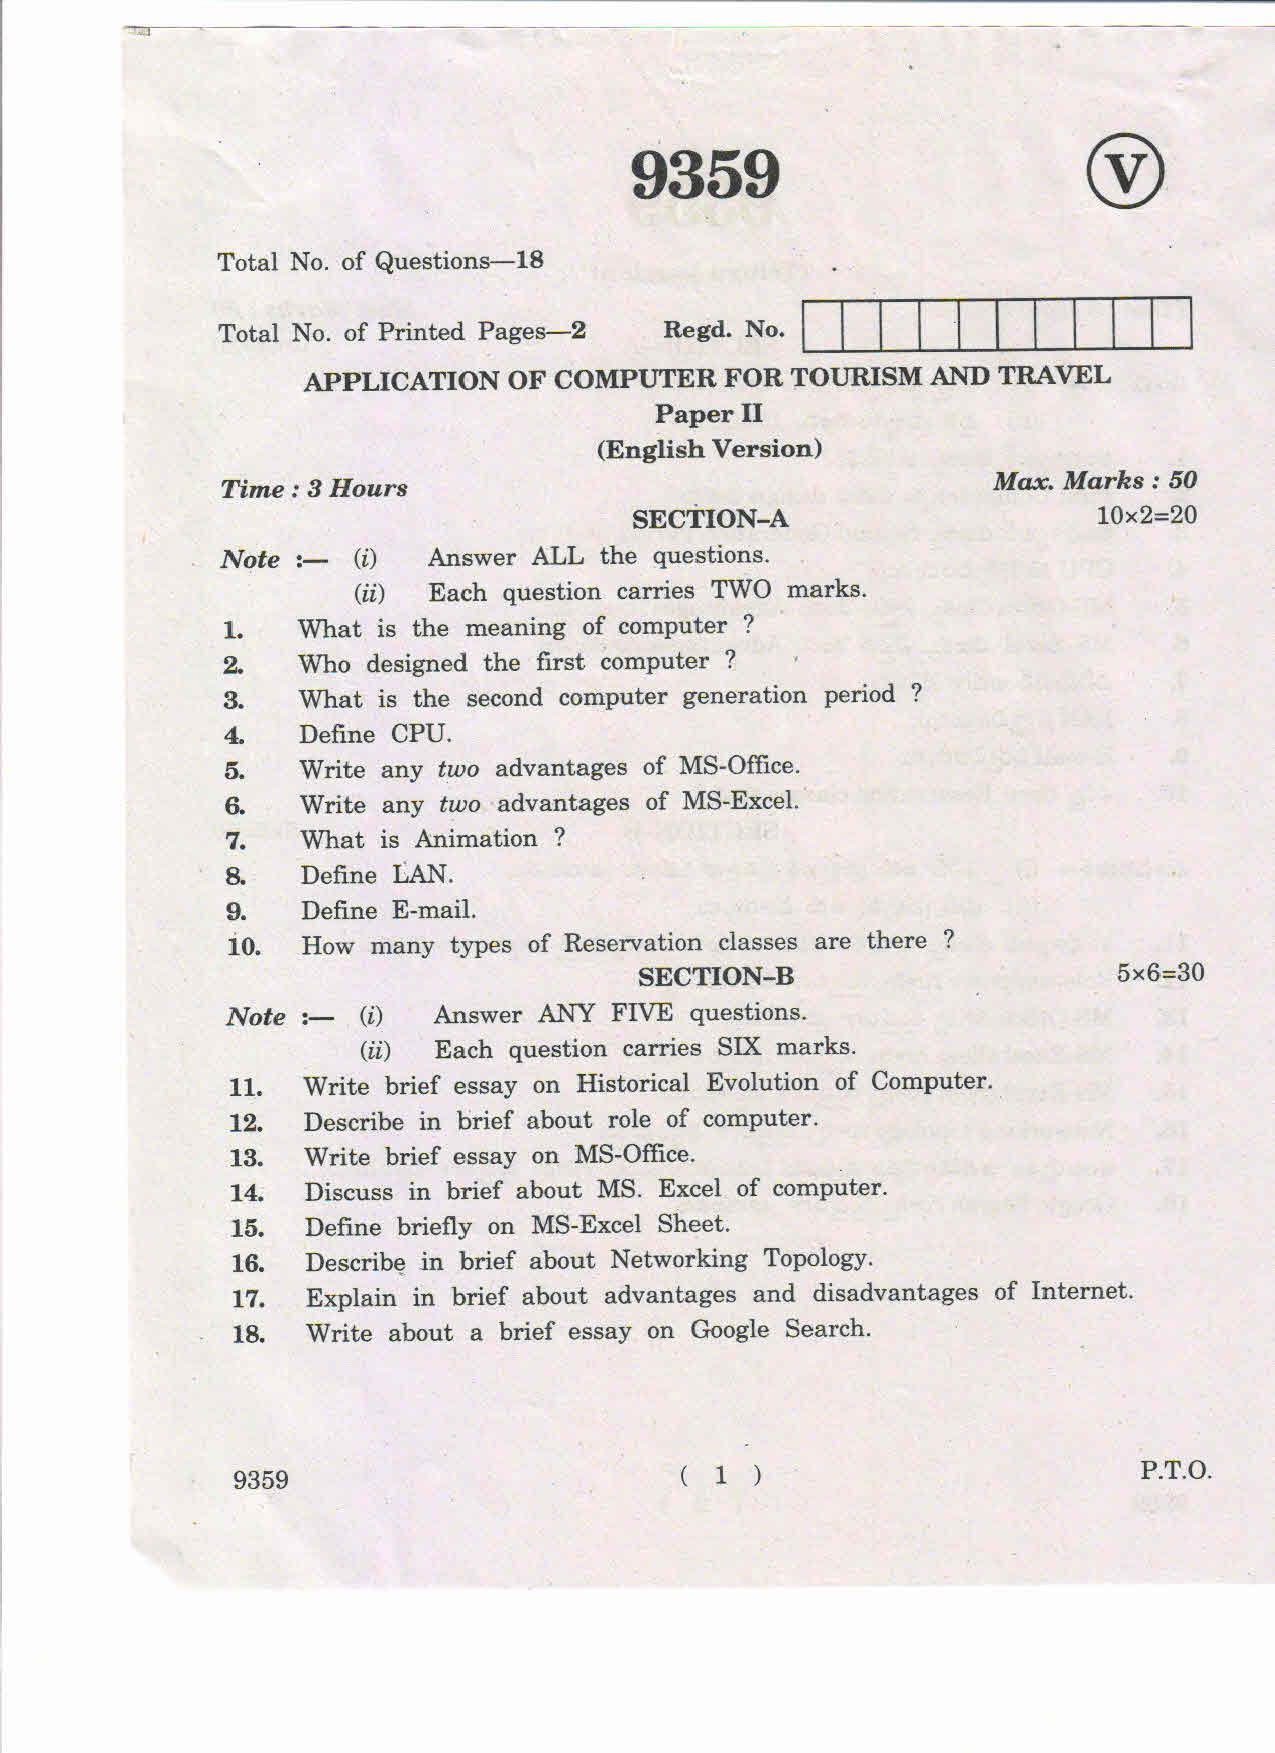 9359
V
Total No. of Questions—18
Total No. of Printed Pages—2 Regd. No.
APPLICATION OF COMPUTER FOR TOURISM AND TRAVEL
Paper II
(English Version)
Time : 3 Hours Max. Marks : 50
SECTION–A 10×2=20
Note :— (i) Answer ALL the questions.
(ii) Each question carries TWO marks.
1. What is the meaning of computer ?
2. Who designed the first computer ?
3. What is the second computer generation period ?
4. Define CPU.
5. Write any two advantages of MS-Office.
6. Write any two advantages of MS-Excel.
7. What is Animation ?
8. Define LAN.
9. Define E-mail.
10. How many types of Reservation classes are there ?
SECTION–B 5×6=30
Note :— (i) Answer ANY FIVE questions.
(ii) Each question carries SIX marks.
11. Write brief essay on Historical Evolution of Computer.
12. Describe in brief about role of computer.
13. Write brief essay on MS-Office.
14. Discuss in brief about MS. Excel of computer.
15. Define briefly on MS-Excel Sheet.
16. Describe in brief about Networking Topology.
17. Explain in brief about advantages and disadvantages of Internet.
18. Write about a brief essay on Google Search.
9359 ( 1 ) P.T.O.